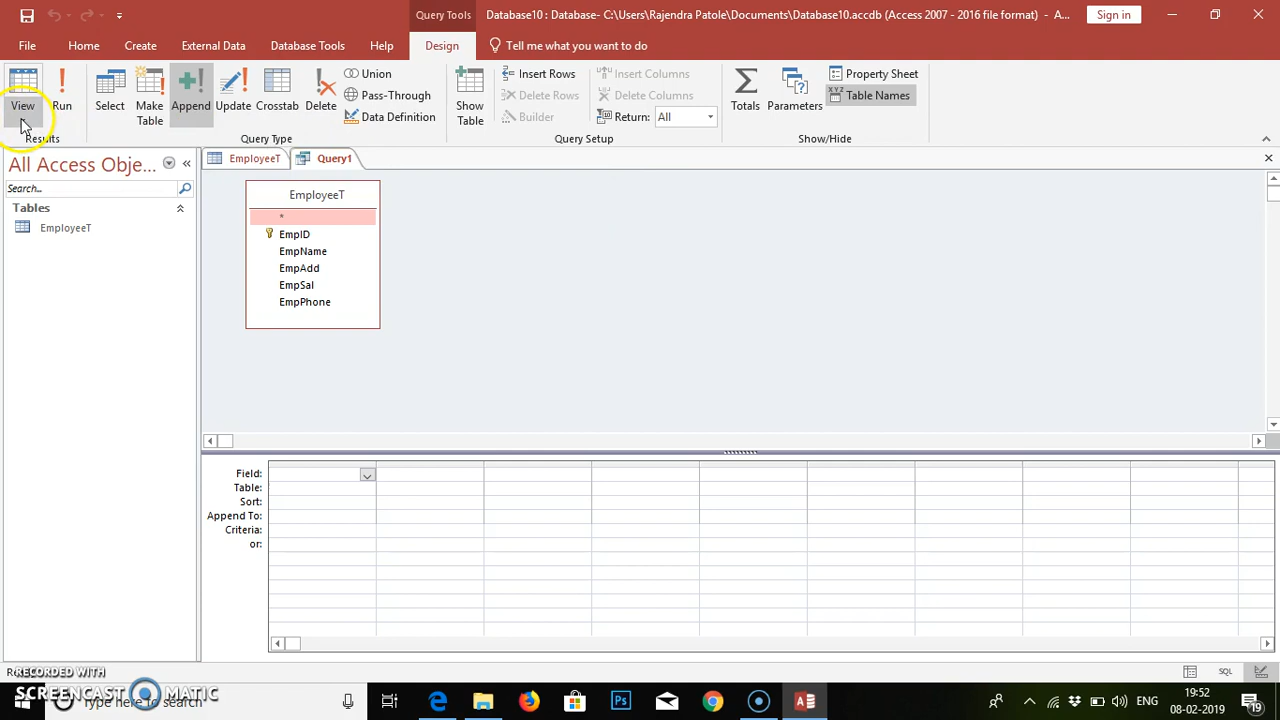 Query Tools
Database10 : Database- C:\Users\Rajendra Patole\Documents\Database10.accdb (Access 2007 - 2016 file format) - A...
Sign in
File Home Create External Data Database Tools Help Design Tell me what you want to do
View
Run
Select
Make Table
Append
Update
Crosstab
Delete
Union
Pass-Through
Data Definition
Show Table
Insert Rows
Delete Rows
Builder
Insert Columns
Delete Columns
Return: All
Totals
Parameters
Property Sheet
XYZ Table Names
Results Query Type Query Setup Show/Hide
All Access Obje...
Search...
Tables
EmployeeT
EmployeeT Query1
EmployeeT
*
EmpID
EmpName
EmpAdd
EmpSal
EmpPhone
Field:
Table:
Sort:
Append To:
Criteria:
or:
SQL
RECORDED WITH
SCREENCAST MATIC
Type here to search
ENG
19:52
08-02-2019
19